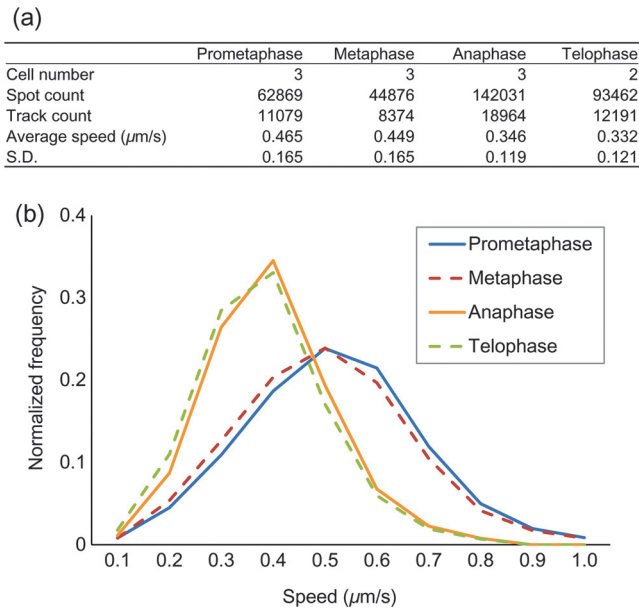 (a)
Prometaphase Metaphase Anaphase Telophase
Cell number 3 3 3 2
Spot count 62869 44876 142031 93462
Track count 11079 8374 18964 12191
Average speed (µm/s) 0.465 0.449 0.346 0.332
S.D. 0.165 0.165 0.119 0.121
(b)
0.4
0.3
0.2
0.1
0
Normalized frequency
Prometaphase
Metaphase
Anaphase
Telophase
0.1 0.2 0.3 0.4 0.5 0.6 0.7 0.8 0.9 1.0
Speed (µm/s)